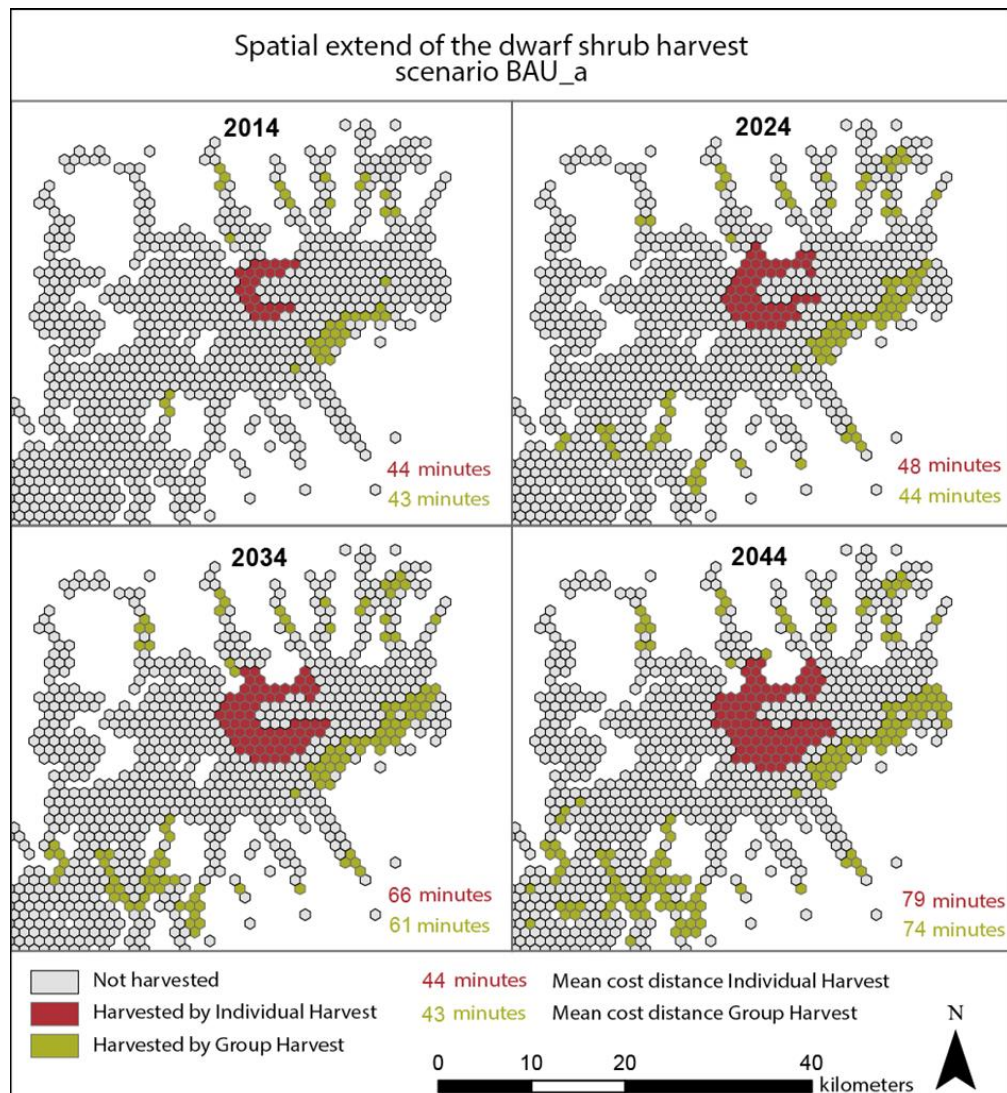 Spatial extend of the dwarf shrub harvest
scenario BAU_a
2014
2024
44 minutes
43 minutes
48 minutes
44 minutes
2034
2044
66 minutes
61 minutes
79 minutes
74 minutes
Not harvested
Harvested by Individual Harvest
Harvested by Group Harvest
44 minutes Mean cost distance Individual Harvest
43 minutes Mean cost distance Group Harvest
N
0 10 20 40
kilometers